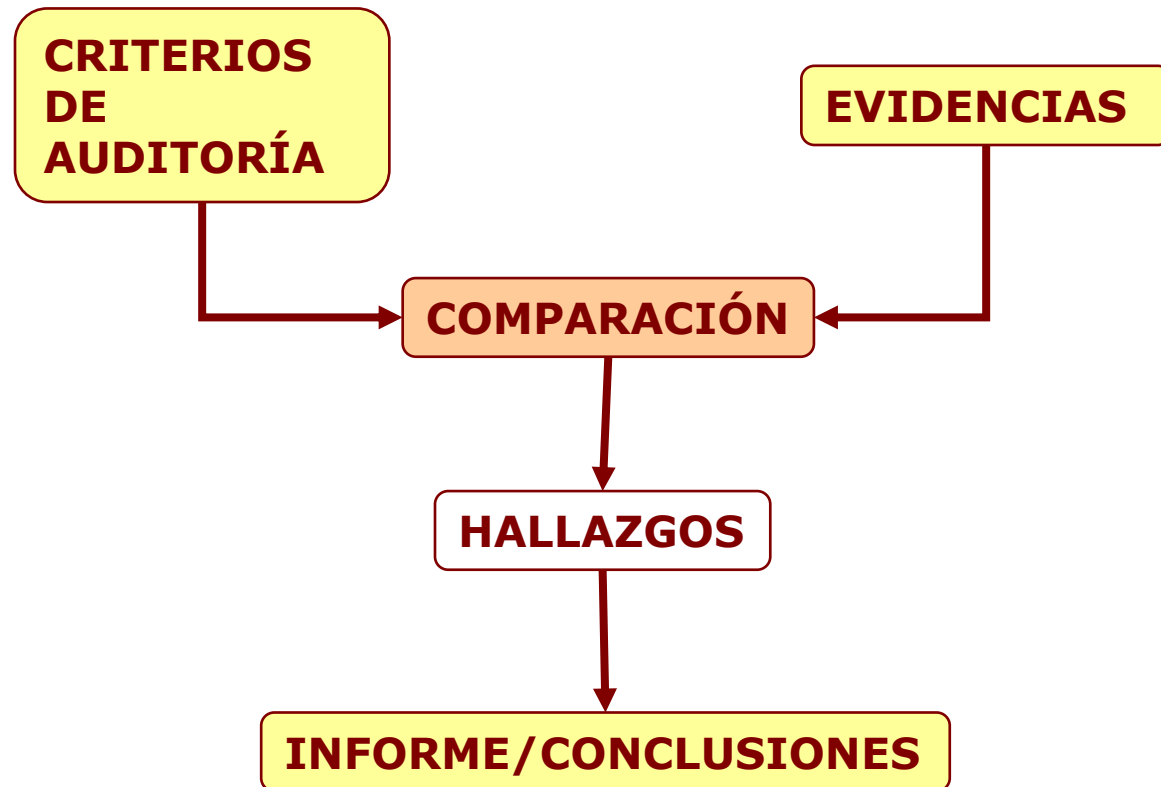 CRITERIOS
DE
AUDITORÍA
EVIDENCIAS
COMPARACIÓN
HALLAZGOS
INFORME/CONCLUSIONES